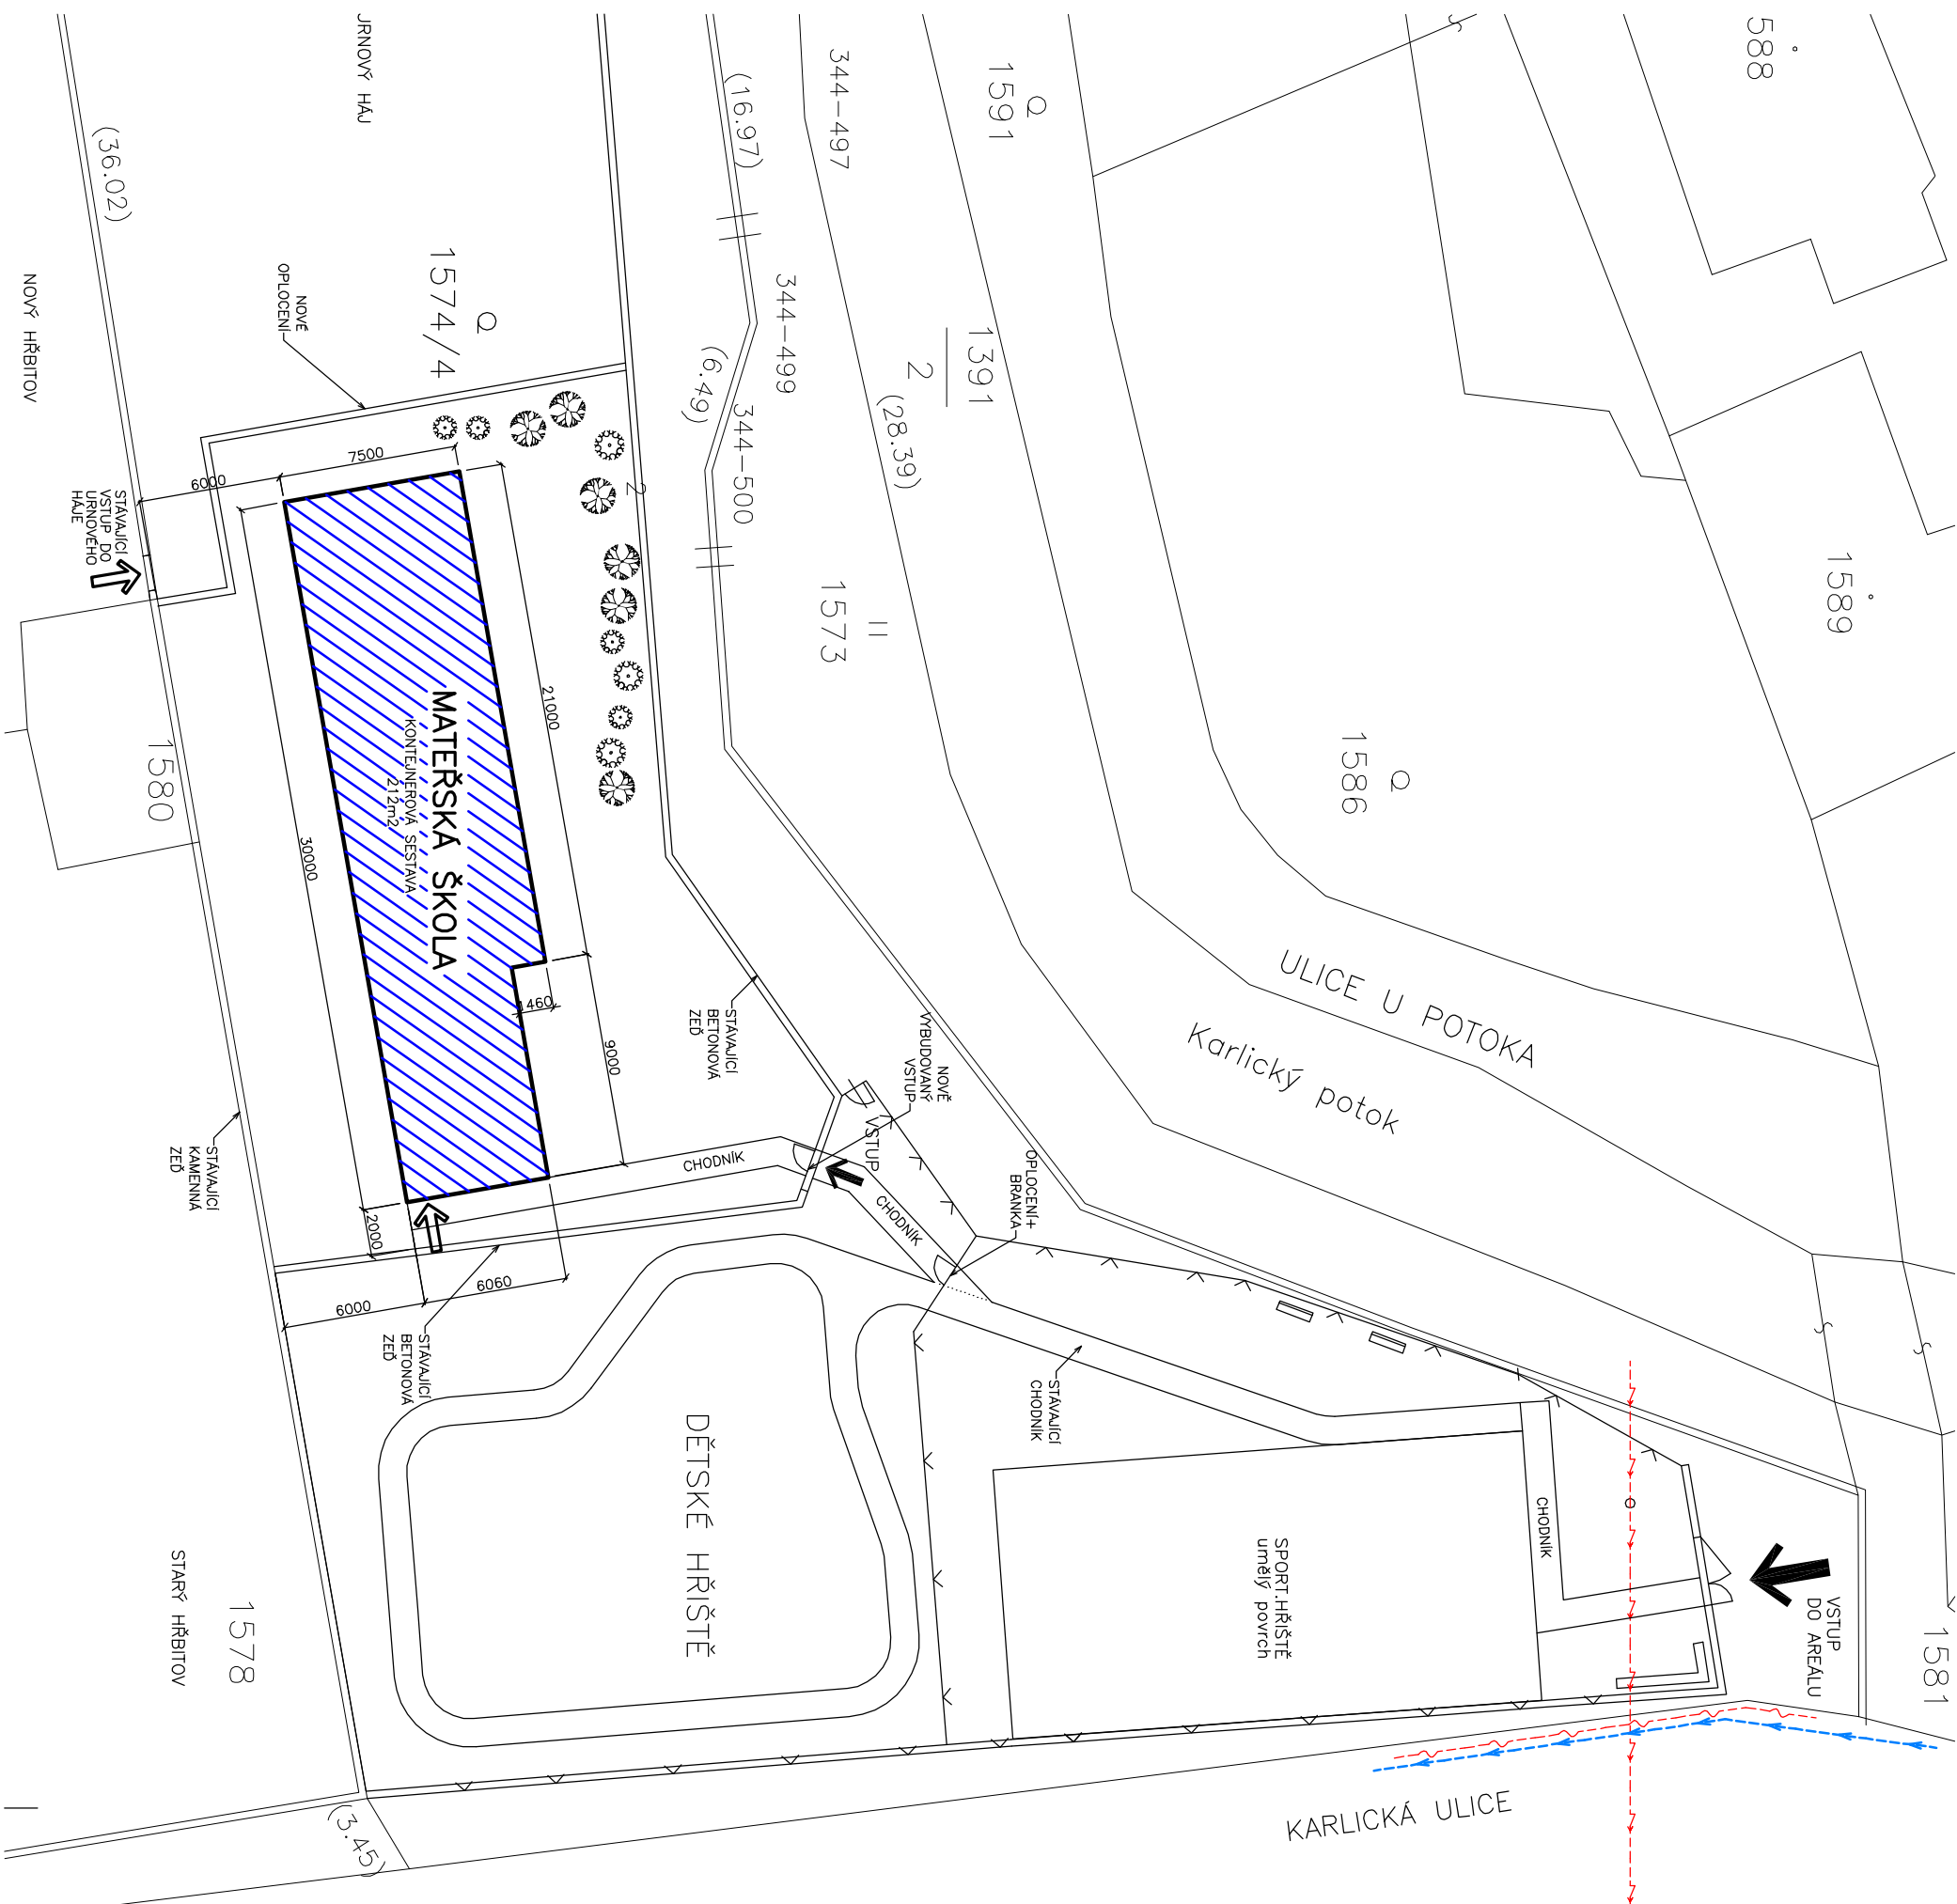 588
URNOVÝ HÁJ
344-497
1591
(16.97)
(36.02)
NOVÝ HŘBITOV
NOVÉ
OPLOCENÍ
1574/4
344-499
344-500
(6.49)
1391
2
(28.39)
7500
6000
2
STÁVAJÍCÍ
VSTUP DO
URNOVÉHO
HÁJE
1573
II
1589
1586
1580
21000
MATEŘSKÁ ŠKOLA
KONTEJNEROVÁ SESTAVA
212m2
30000
1460
9000
STÁVAJÍCÍ
BETONOVÁ
ZEĎ
NOVĚ
VYBUDOVANÝ
VSTUP
ULICE U POTOKA
Karlický potok
VSTUP
CHODNÍK
CHODNÍK
OPLOCENÍ+
BRANKA
STÁVAJÍCÍ
KAMENNÁ
ZEĎ
2000
6060
6000
STÁVAJÍCÍ
BETONOVÁ
ZEĎ
STÁVAJÍCÍ
CHODNÍK
DĚTSKÉ HŘIŠTĚ
CHODNÍK
SPORT.HŘIŠTĚ
umělý povrch
VSTUP
DO AREÁLU
1581
STARÝ HŘBITOV
1578
(3.45)
KARLICKÁ ULICE